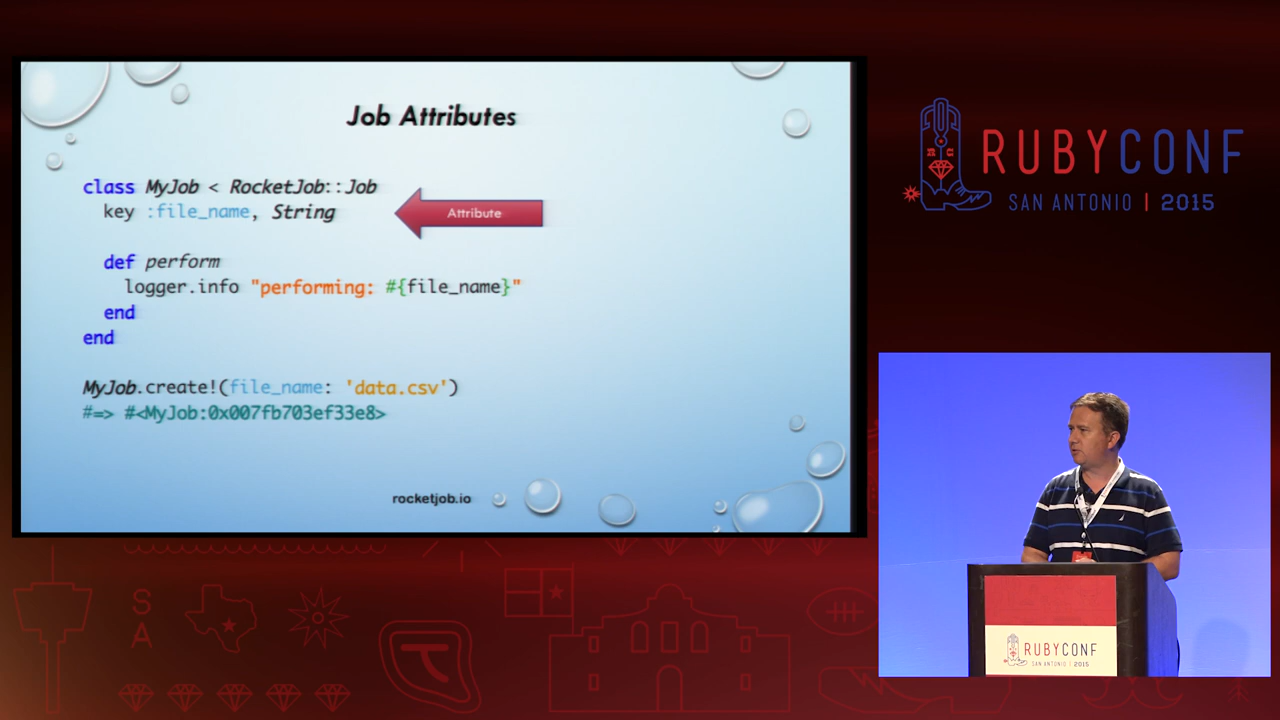 Job Attributes
class MyJob < RocketJob::Job
key :file_name, String
Attribute
def perform
logger.info "performing: #{file_name}"
end
end
MyJob.create!(file_name: 'data.csv')
#=> #<MyJob:0x007fb703ef33e8>
rocketjob.io
RUBYCONF
SAN ANTONIO | 2015
S
A
RUBYCONF
SAN ANTONIO | 2015